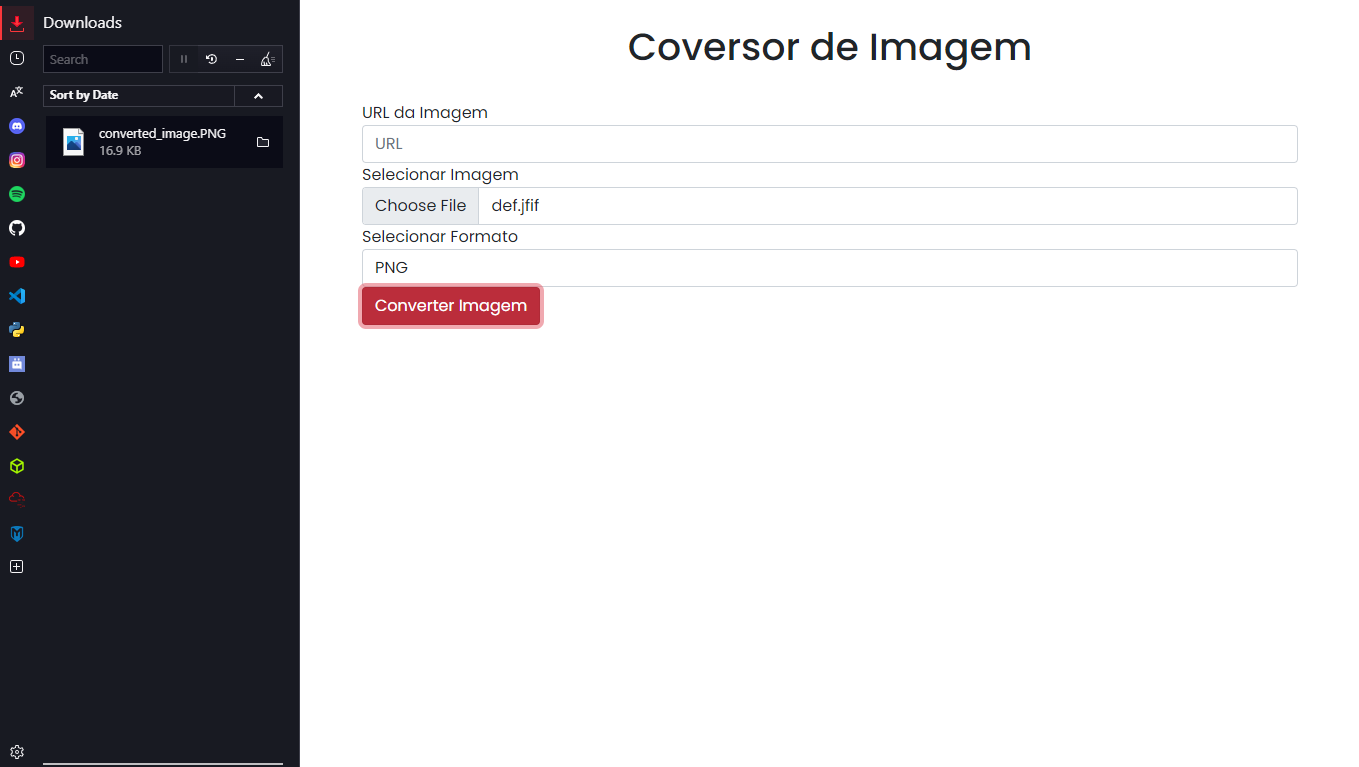 Downloads
Search
Sort by Date
converted_image.PNG
16.9 KB
Coversor de Imagem
URL da Imagem
URL
Selecionar Imagem
Choose File def.jfif
Selecionar Formato
PNG
Converter Imagem